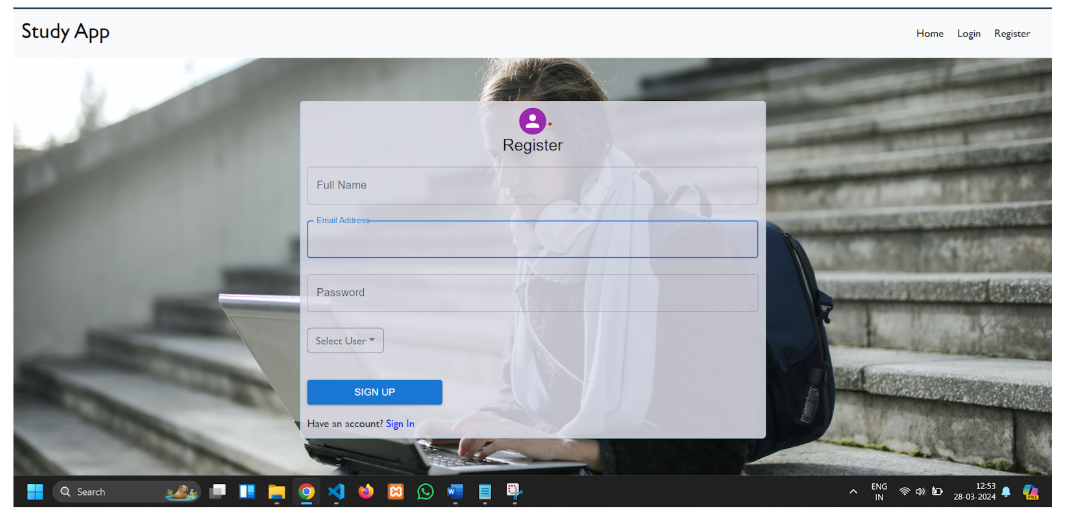 Study App
Home Login Register
Register
Full Name
Email Address
Password
Select User
SIGN UP
Have an account? Sign In
Search
ENG
IN
12:53
28-03-2024